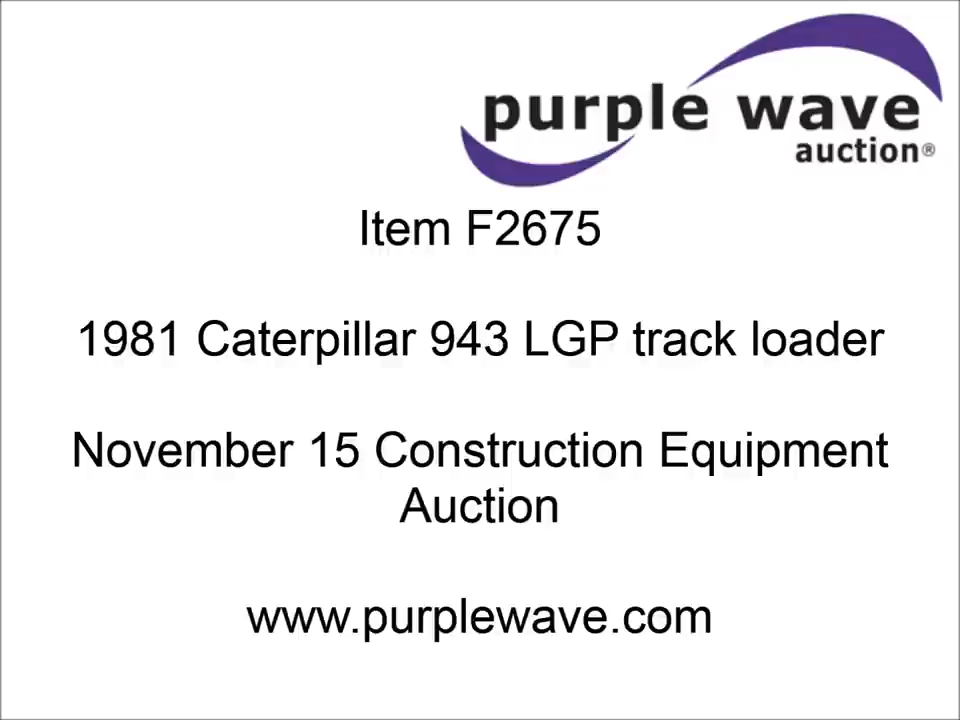 purple wave
auction®
Item F2675
1981 Caterpillar 943 LGP track loader
November 15 Construction Equipment
Auction
www.purplewave.com